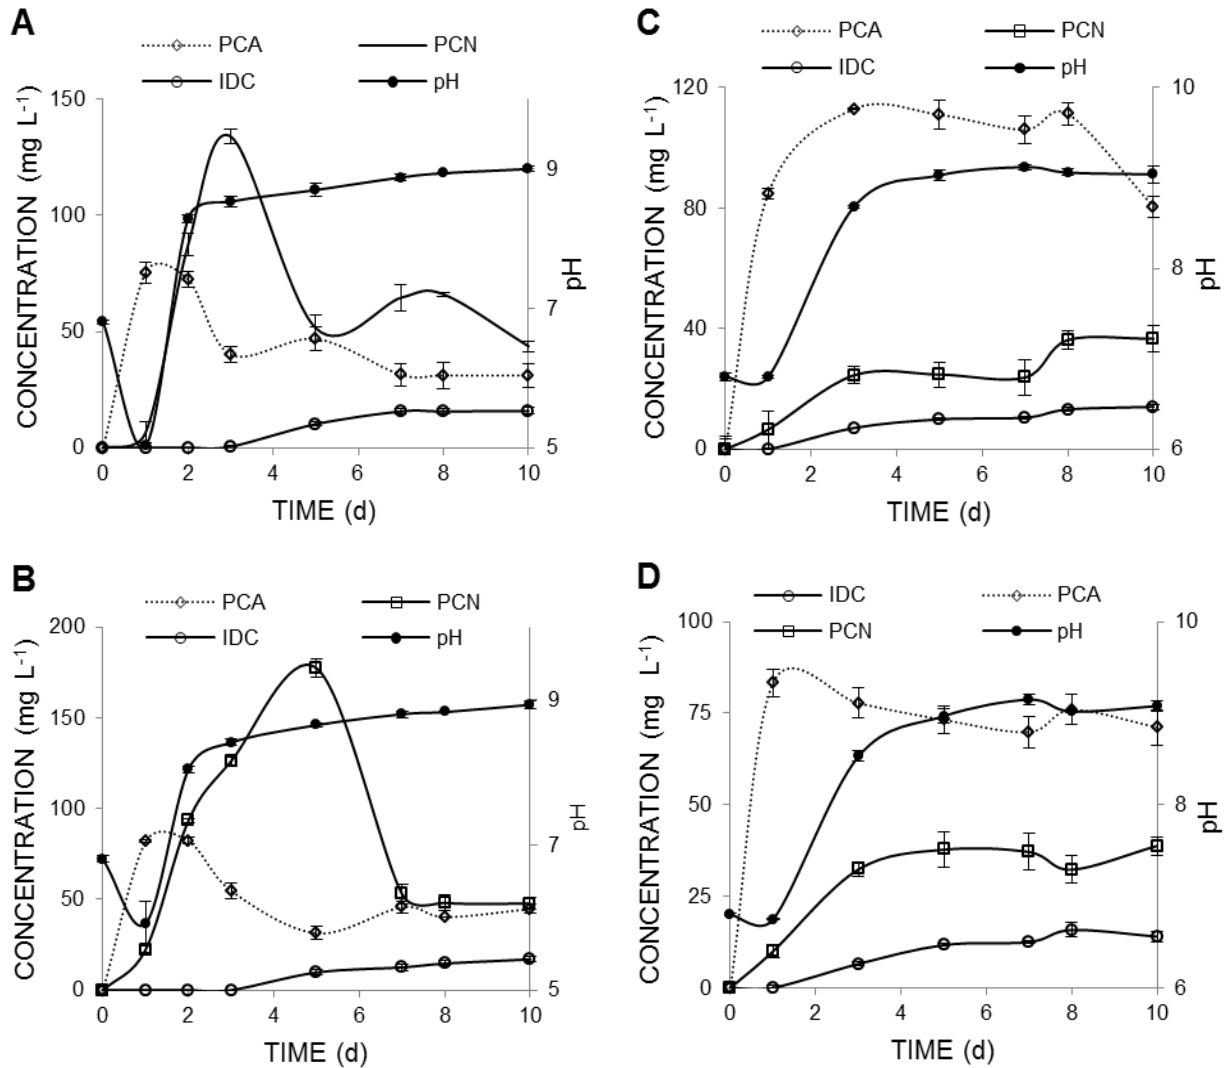 A
PCA PCN
IDC pH
CONCENTRATION (mg L-1)
150
100
50
0
9
7
5
pH
0 2 4 6 8 10
TIME (d)
B
PCA PCN
IDC pH
CONCENTRATION (mg L-1)
200
150
100
50
0
9
7
5
pH
0 2 4 6 8 10
TIME (d)
C
PCA PCN
IDC pH
CONCENTRATION (mg L-1)
120
80
40
0
10
8
6
pH
0 2 4 6 8 10
TIME (d)
D
IDC PCA
PCN pH
CONCENTRATION (mg L-1)
100
75
50
25
0
10
8
6
pH
0 2 4 6 8 10
TIME (d)